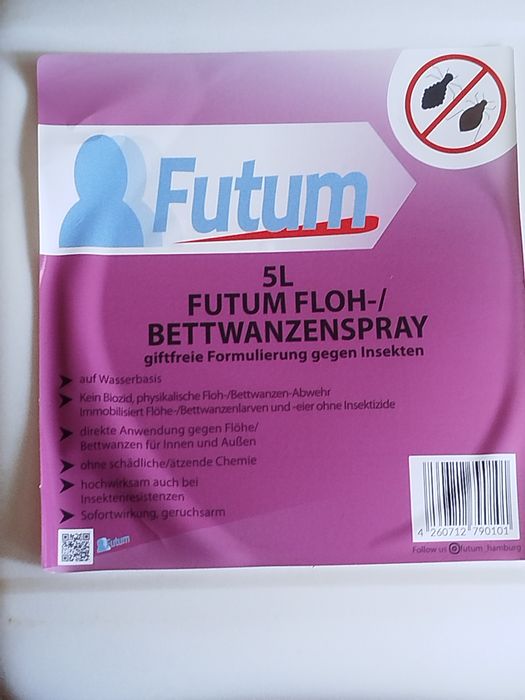 Futum
5L
FUTUM FLOH-/
BETTWANZENSPRAY
giftfreie Formulierung gegen Insekten
auf Wasserbasis
Kein Biozid, physikalische Floh-/Bettwanzen-Abwehr
Immobilisiert Flöhe-/Bettwanzenlarven und -eier ohne Insektizide
direkte Anwendung gegen Flöhe/
Bettwanzen für Innen und Außen
ohne schädliche/ätzende Chemie
hochwirksam auch bei
Insektenresistenzen
Sofortwirkung, geruchsarm
Futum
4 260712 790101
Follow us futum_hamburg